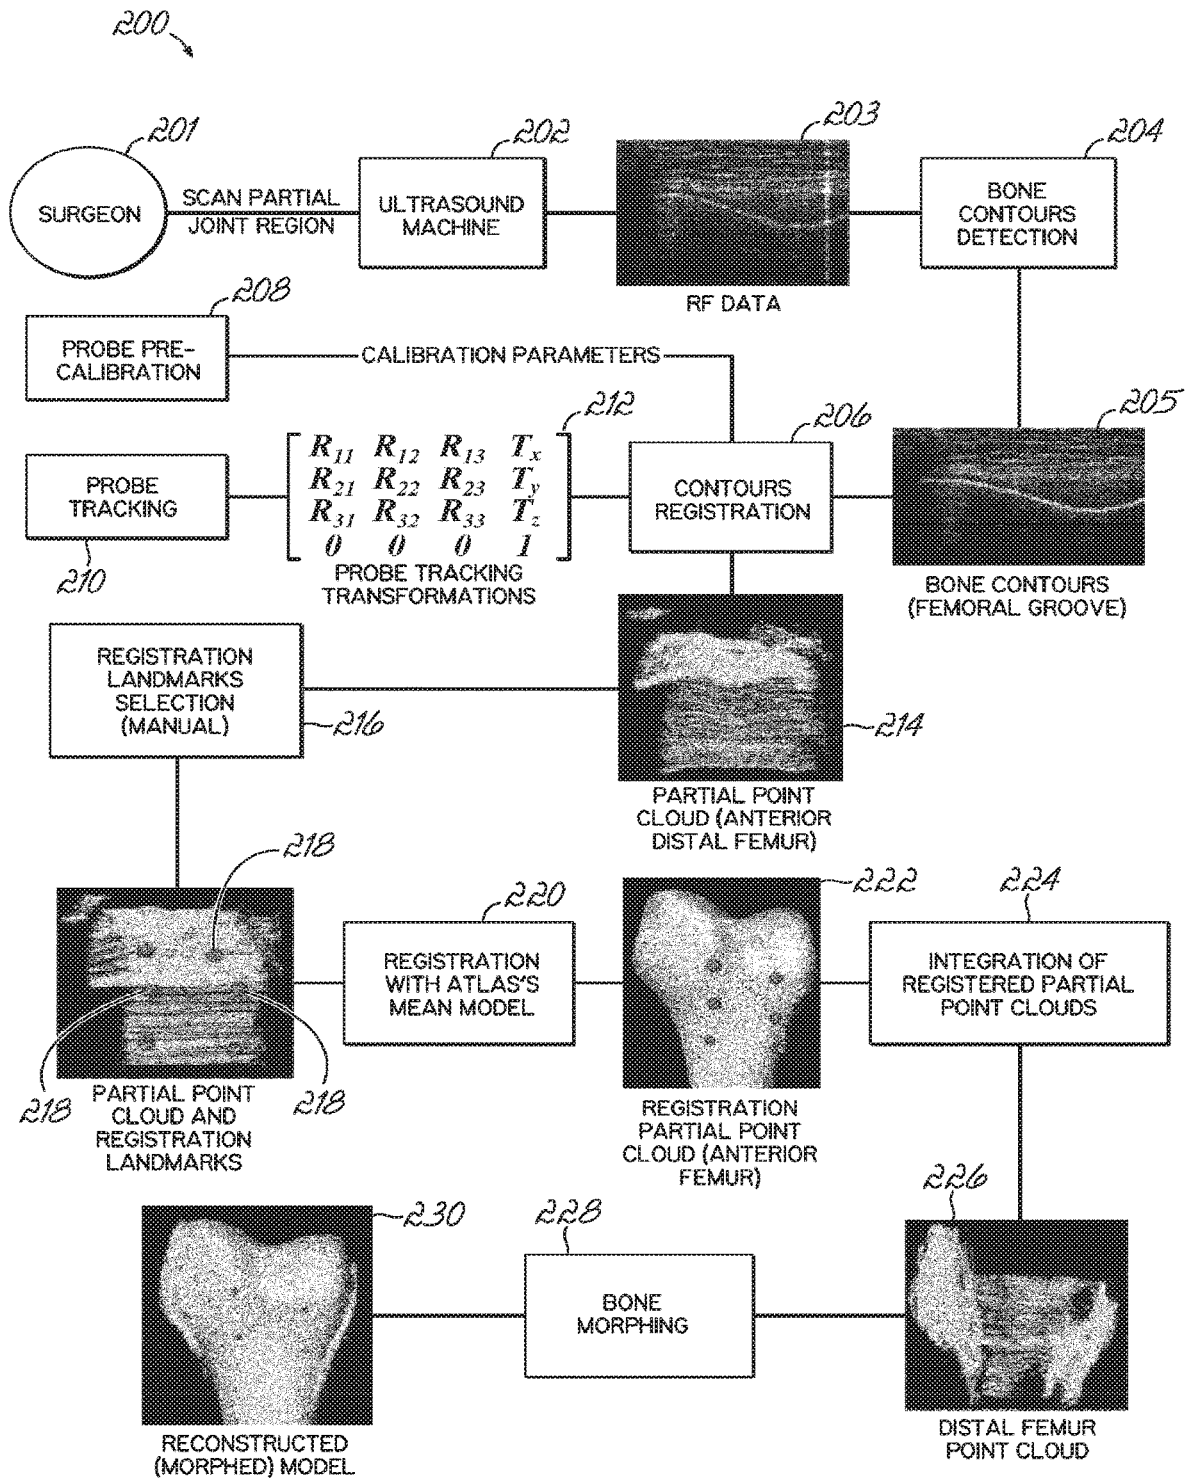 200
201
202
203
204
SURGEON
SCAN PARTIAL
JOINT REGION
ULTRASOUND
MACHINE
RF DATA
BONE
CONTOURS
DETECTION
208
PROBE PRE-
CALIBRATION
CALIBRATION PARAMETERS
212
206
205
PROBE
TRACKING
210
R11 R12 R13 Tx
R21 R22 R23 Ty
R31 R32 R33 Tz
0 0 0 1
PROBE TRACKING
TRANSFORMATIONS
CONTOURS
REGISTRATION
BONE CONTOURS
(FEMORAL GROOVE)
REGISTRATION
LANDMARKS
SELECTION
(MANUAL)
216
214
PARTIAL POINT
CLOUD (ANTERIOR
DISTAL FEMUR)
218
218
218
PARTIAL POINT
CLOUD AND
REGISTRATION
LANDMARKS
220
REGISTRATION
WITH ATLAS'S
MEAN MODEL
222
REGISTRATION
PARTIAL POINT
CLOUD (ANTERIOR
FEMUR)
224
INTEGRATION OF
REGISTERED PARTIAL
POINT CLOUDS
226
DISTAL FEMUR
POINT CLOUD
228
BONE
MORPHING
230
RECONSTRUCTED
(MORPHED) MODEL